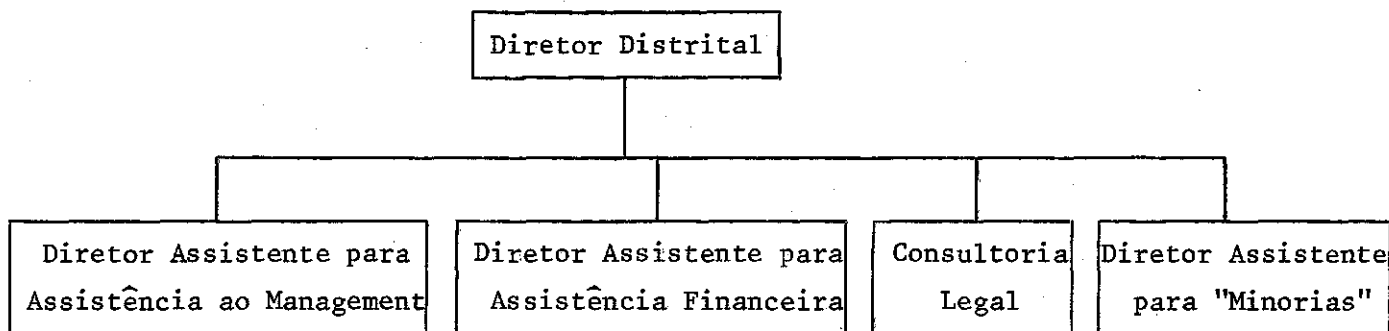 Diretor Distrital
Diretor Assistente para
Assistência ao Management
Diretor Assistente para
Assistência Financeira
Consultoria
Legal
Diretor Assistente
para "Minorias"